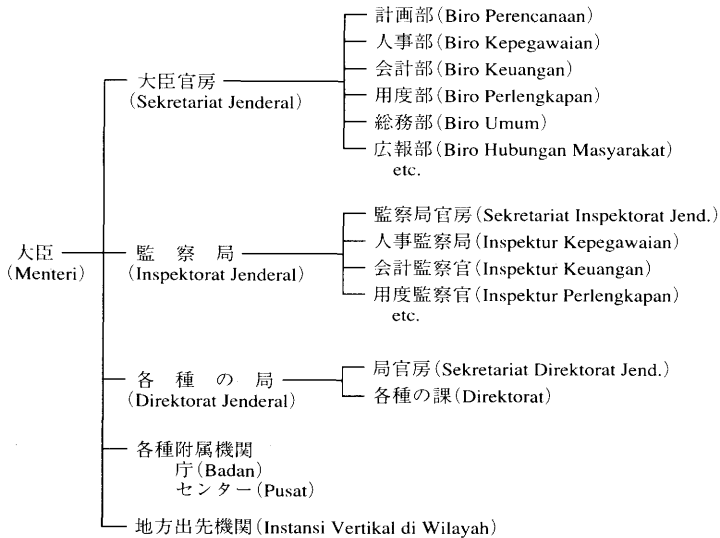 計画部(Biro Perencanaan)
人事部(Biro Kepegawaian)
会計部(Biro Keuangan)
大臣官房
(Sekretariat Jenderal)
用度部(Biro Perlengkapan)
総務部(Biro Umum)
広報部(Biro Hubungan Masyarakat)
etc.
監察局官房(Sekretariat Inspektorat Jend.)
人事監察局(Inspektur Kepegawaian)
大臣
(Menteri)
監察局
(Inspektorat Jenderal)
会計監察官(Inspektur Keuangan)
用度監察官(Inspektur Perlengkapan)
etc.
局官房(Sekretariat Direktorat Jend.)
各種の局
(Direktorat Jenderal)
各種の課(Direktorat)
各種附属機関
庁(Badan)
センター(Pusat)
地方出先機関(Instansi Vertikal di Wilayah)